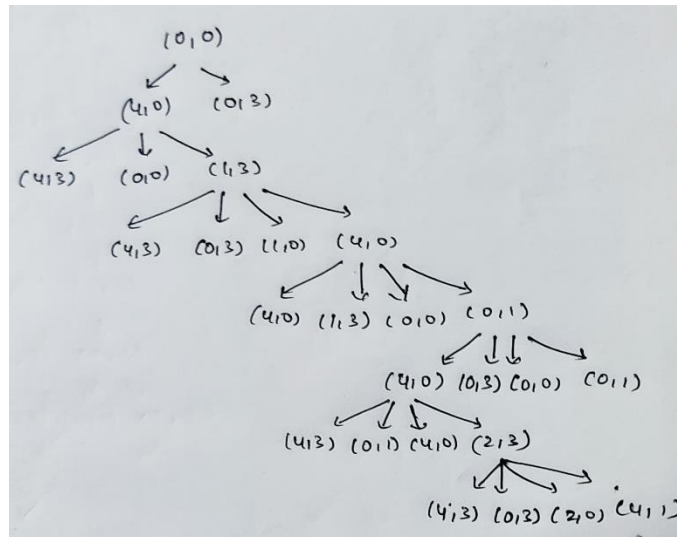 (0,0)
(4,0) (0,3)
(4,3) (0,0) (1,3)
(4,3) (0,3) (1,0) (4,0)
(4,0) (1,3) (0,0) (0,1)
(4,0) (0,3) (0,0) (0,1)
(4,3) (0,1) (4,0) (2,3)
(4,3) (0,3) (2,0) (4,1)